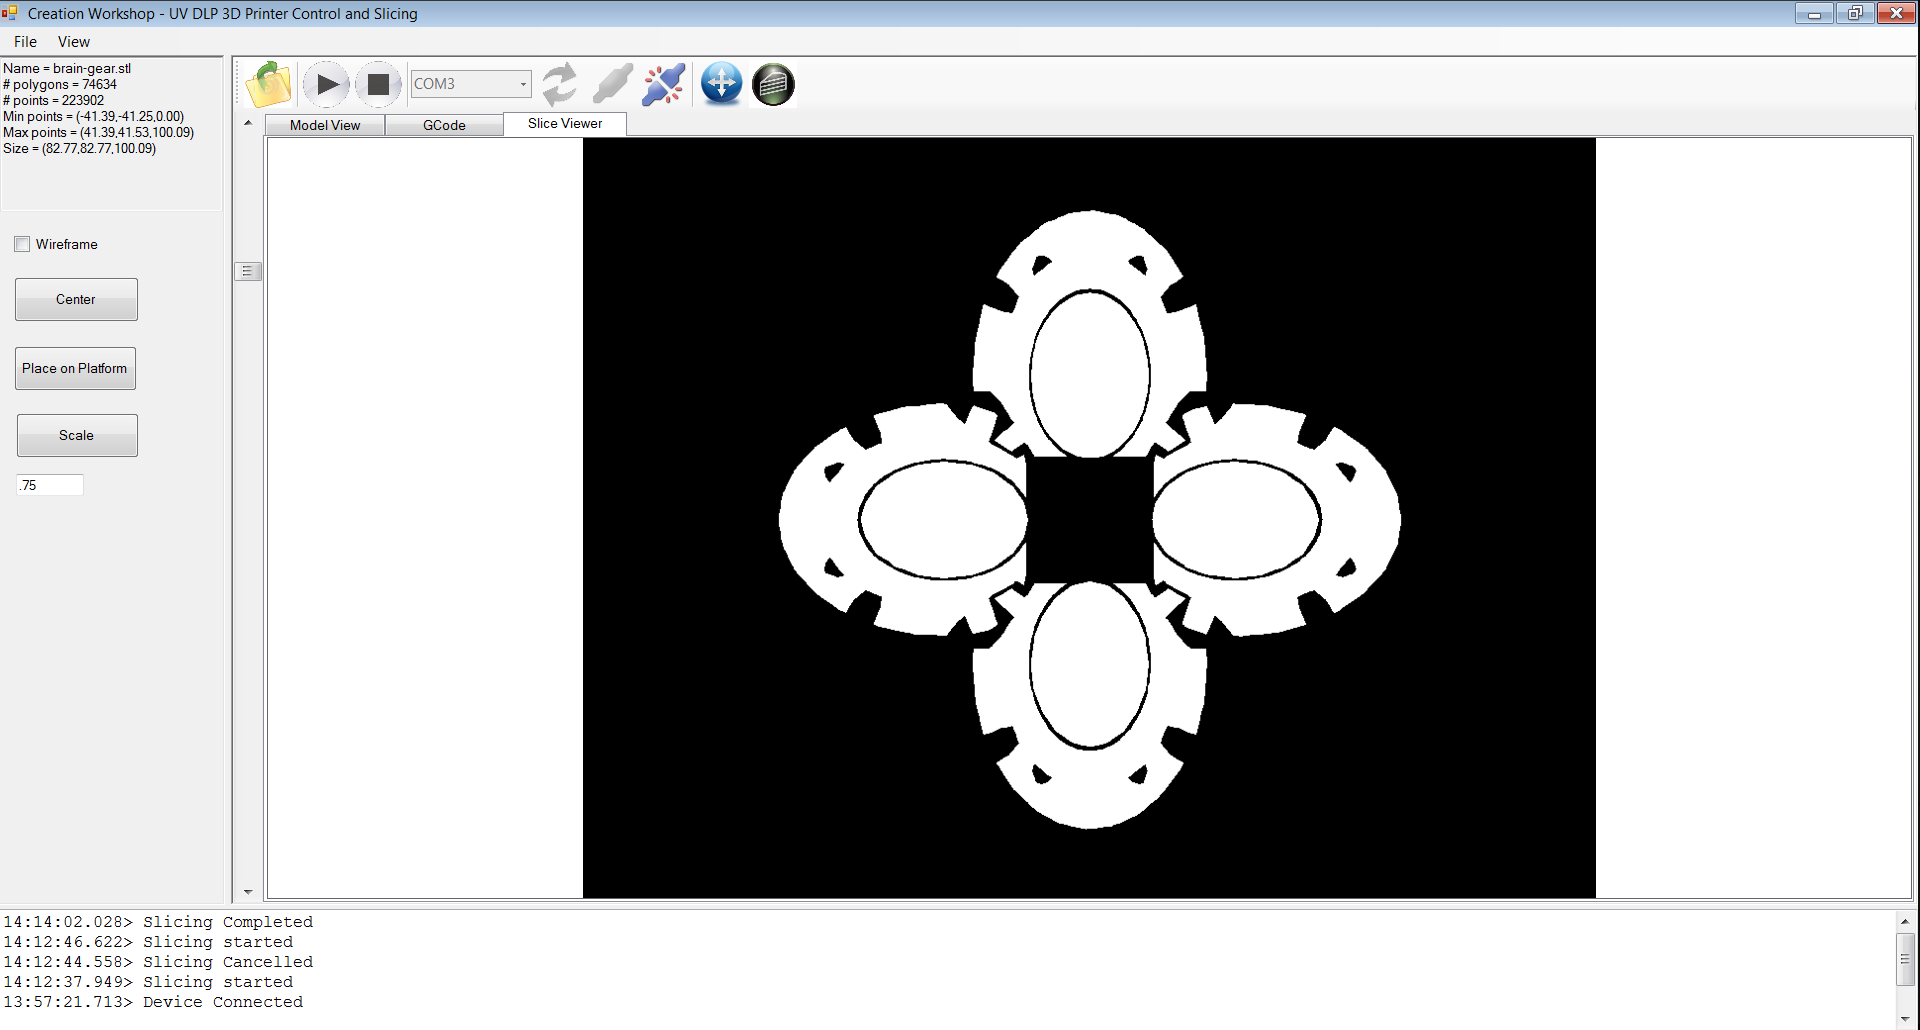 Creation Workshop - UV DLP 3D Printer Control and Slicing
File View
Name = brain-gear.stl
# polygons = 74634
# points = 223902
Min points = (-41.39,-41.25,0.00)
Max points = (41.39,41.53,100.09)
Size = (82.77,82.77,100.09)
COM3
Model View GCode Slice Viewer
Wireframe
Center
Place on Platform
Scale
.75
14:14:02.028> Slicing Completed
14:12:46.622> Slicing started
14:12:44.558> Slicing Cancelled
14:12:37.949> Slicing started
13:57:21.713> Device Connected